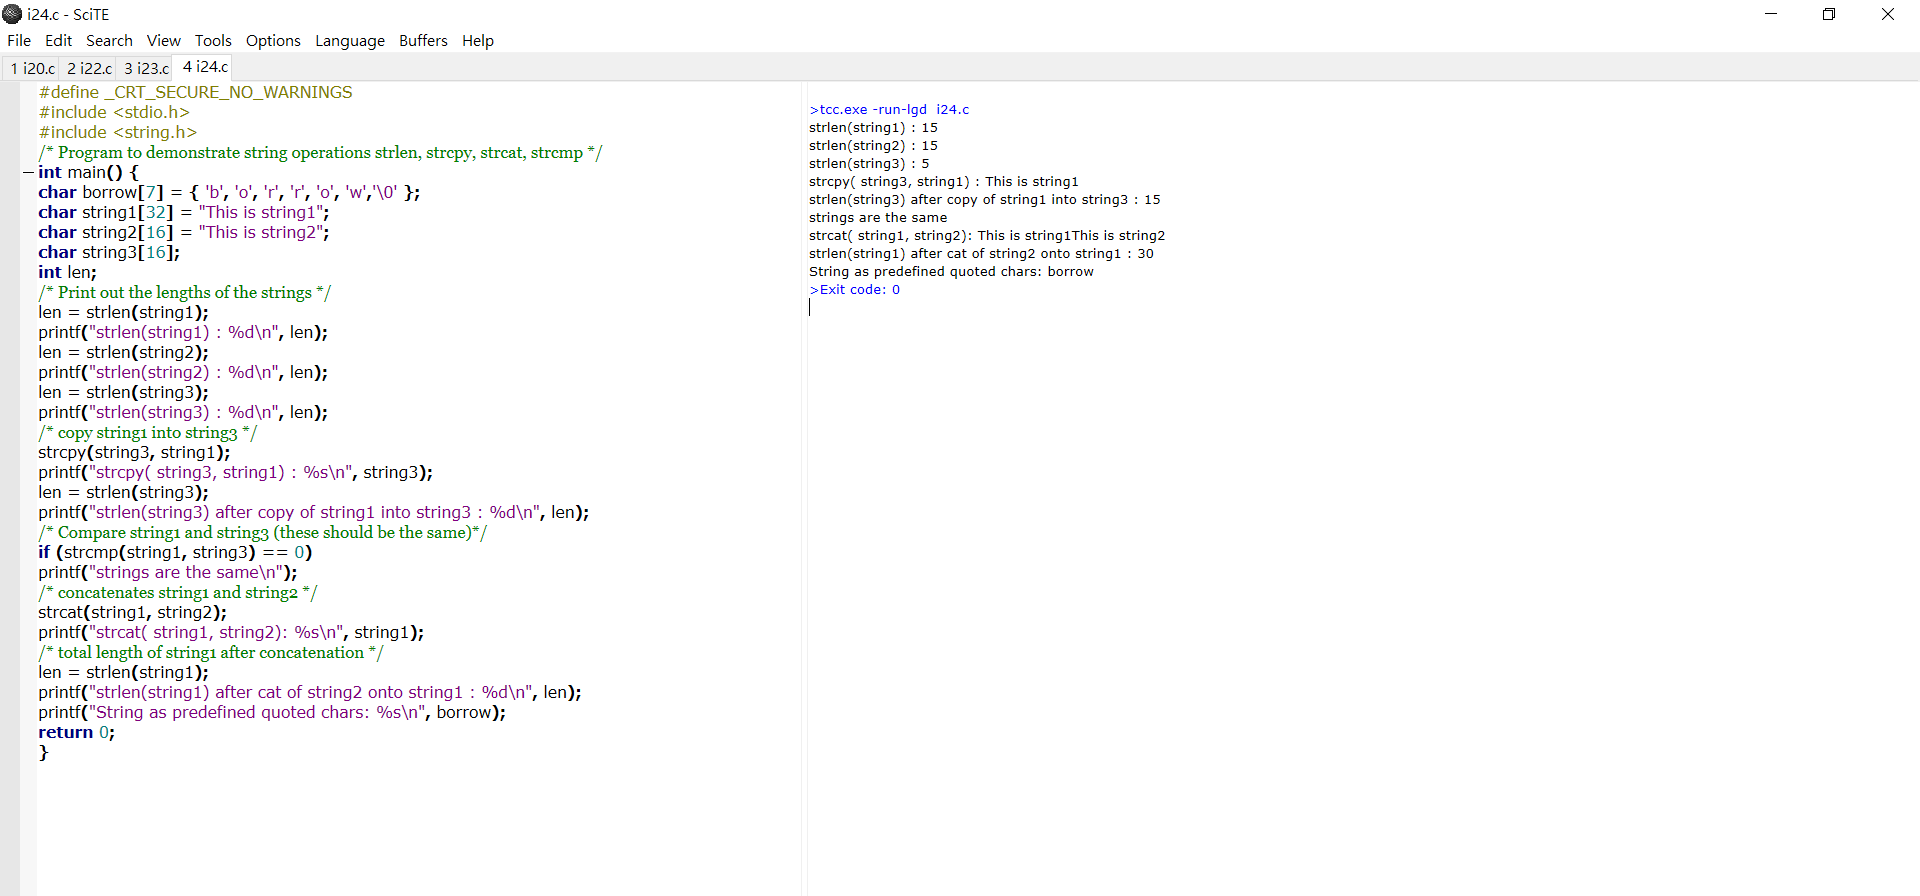 i24.c - SciTE
File Edit Search View Tools Options Language Buffers Help
1 i20.c 2 i22.c 3 i23.c 4 i24.c
#define _CRT_SECURE_NO_WARNINGS
#include <stdio.h>
#include <string.h>
/* Program to demonstrate string operations strlen, strcpy, strcat, strcmp */
int main() {
char borrow[7] = { 'b', 'o', 'r', 'r', 'o', 'w','\0' };
char string1[32] = "This is string1";
char string2[16] = "This is string2";
char string3[16];
int len;
/* Print out the lengths of the strings */
len = strlen(string1);
printf("strlen(string1) : %d\n", len);
len = strlen(string2);
printf("strlen(string2) : %d\n", len);
len = strlen(string3);
printf("strlen(string3) : %d\n", len);
/* copy string1 into string3 */
strcpy(string3, string1);
printf("strcpy( string3, string1) : %s\n", string3);
len = strlen(string3);
printf("strlen(string3) after copy of string1 into string3 : %d\n", len);
/* Compare string1 and string3 (these should be the same)*/
if (strcmp(string1, string3) == 0)
printf("strings are the same\n");
/* concatenates string1 and string2 */
strcat(string1, string2);
printf("strcat( string1, string2): %s\n", string1);
/* total length of string1 after concatenation */
len = strlen(string1);
printf("strlen(string1) after cat of string2 onto string1 : %d\n", len);
printf("String as predefined quoted chars: %s\n", borrow);
return 0;
}
>tcc.exe -run-lgd  i24.c
strlen(string1) : 15
strlen(string2) : 15
strlen(string3) : 5
strcpy( string3, string1) : This is string1
strlen(string3) after copy of string1 into string3 : 15
strings are the same
strcat( string1, string2): This is string1This is string2
strlen(string1) after cat of string2 onto string1 : 30
String as predefined quoted chars: borrow
>Exit code: 0